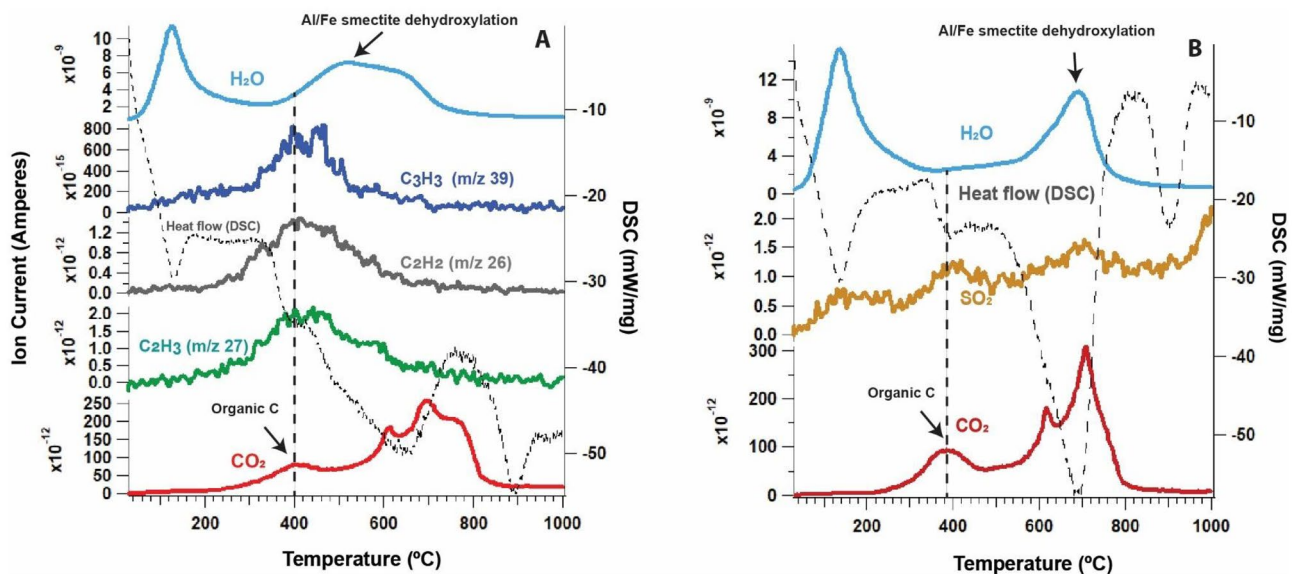 Al/Fe smectite dehydroxylation
A
10
8
6
4
2
x10⁻⁹
H₂O
800
600
400
200
0
x10⁻¹⁵
C₃H₃ (m/z 39)
1.2
0.8
0.4
0.0
x10⁻¹²
Heat flow (DSC)
C₂H₂ (m/z 26)
2.0
1.5
1.0
0.5
0.0
x10⁻¹²
C₂H₃ (m/z 27)
250
200
150
100
50
0
x10⁻¹²
Organic C
CO₂
Ion Current (Amperes)
-10
-20
-30
-40
-50
DSC (mW/mg)
200
400
600
800
1000
Temperature (ºC)
Al/Fe smectite dehydroxylation
B
12
8
4
0
x10⁻⁹
H₂O
Heat flow (DSC)
2.0
1.5
1.0
0.5
0.0
x10⁻¹²
SO₂
300
200
100
0
x10⁻¹²
Organic C
CO₂
-10
-20
-30
-40
-50
DSC (mW/mg)
200
400
600
800
1000
Temperature (ºC)